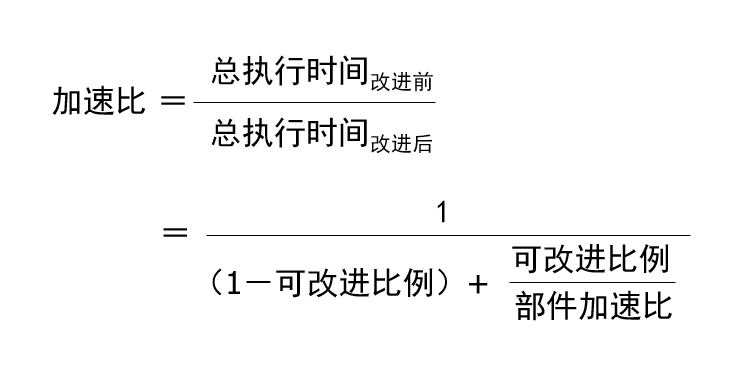 总执行时间改进前
加速比 =
总执行时间改进后
1
=
(1-可改进比例) +
可改进比例
部件加速比